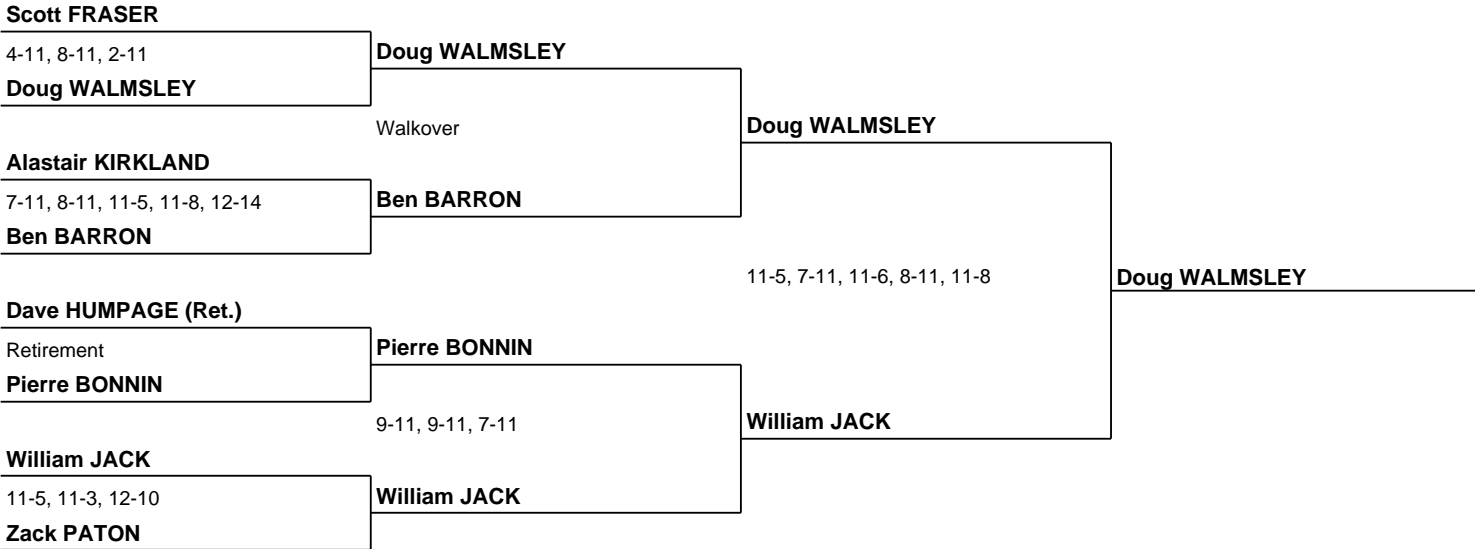 Scott FRASER
4-11, 8-11, 2-11
Doug WALMSLEY
Doug WALMSLEY
Walkover
Doug WALMSLEY
Alastair KIRKLAND
7-11, 8-11, 11-5, 11-8, 12-14
Ben BARRON
Ben BARRON
11-5, 7-11, 11-6, 8-11, 11-8
Doug WALMSLEY
Dave HUMPAGE (Ret.)
Retirement
Pierre BONNIN
Pierre BONNIN
9-11, 9-11, 7-11
William JACK
William JACK
11-5, 11-3, 12-10
William JACK
Zack PATON